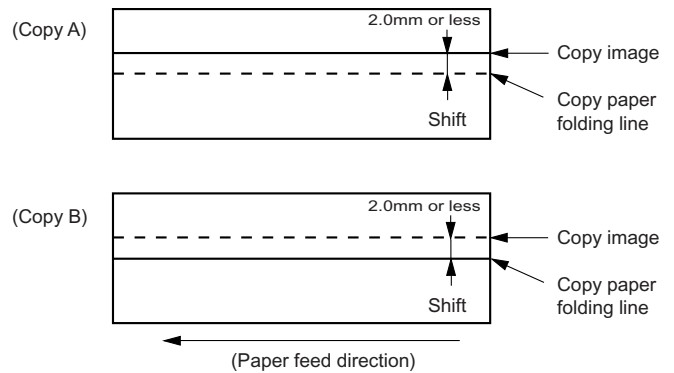 (Copy A)
2.0mm or less
Copy image
Copy paper
folding line
Shift
(Copy B)
2.0mm or less
Copy image
Copy paper
folding line
Shift
(Paper feed direction)